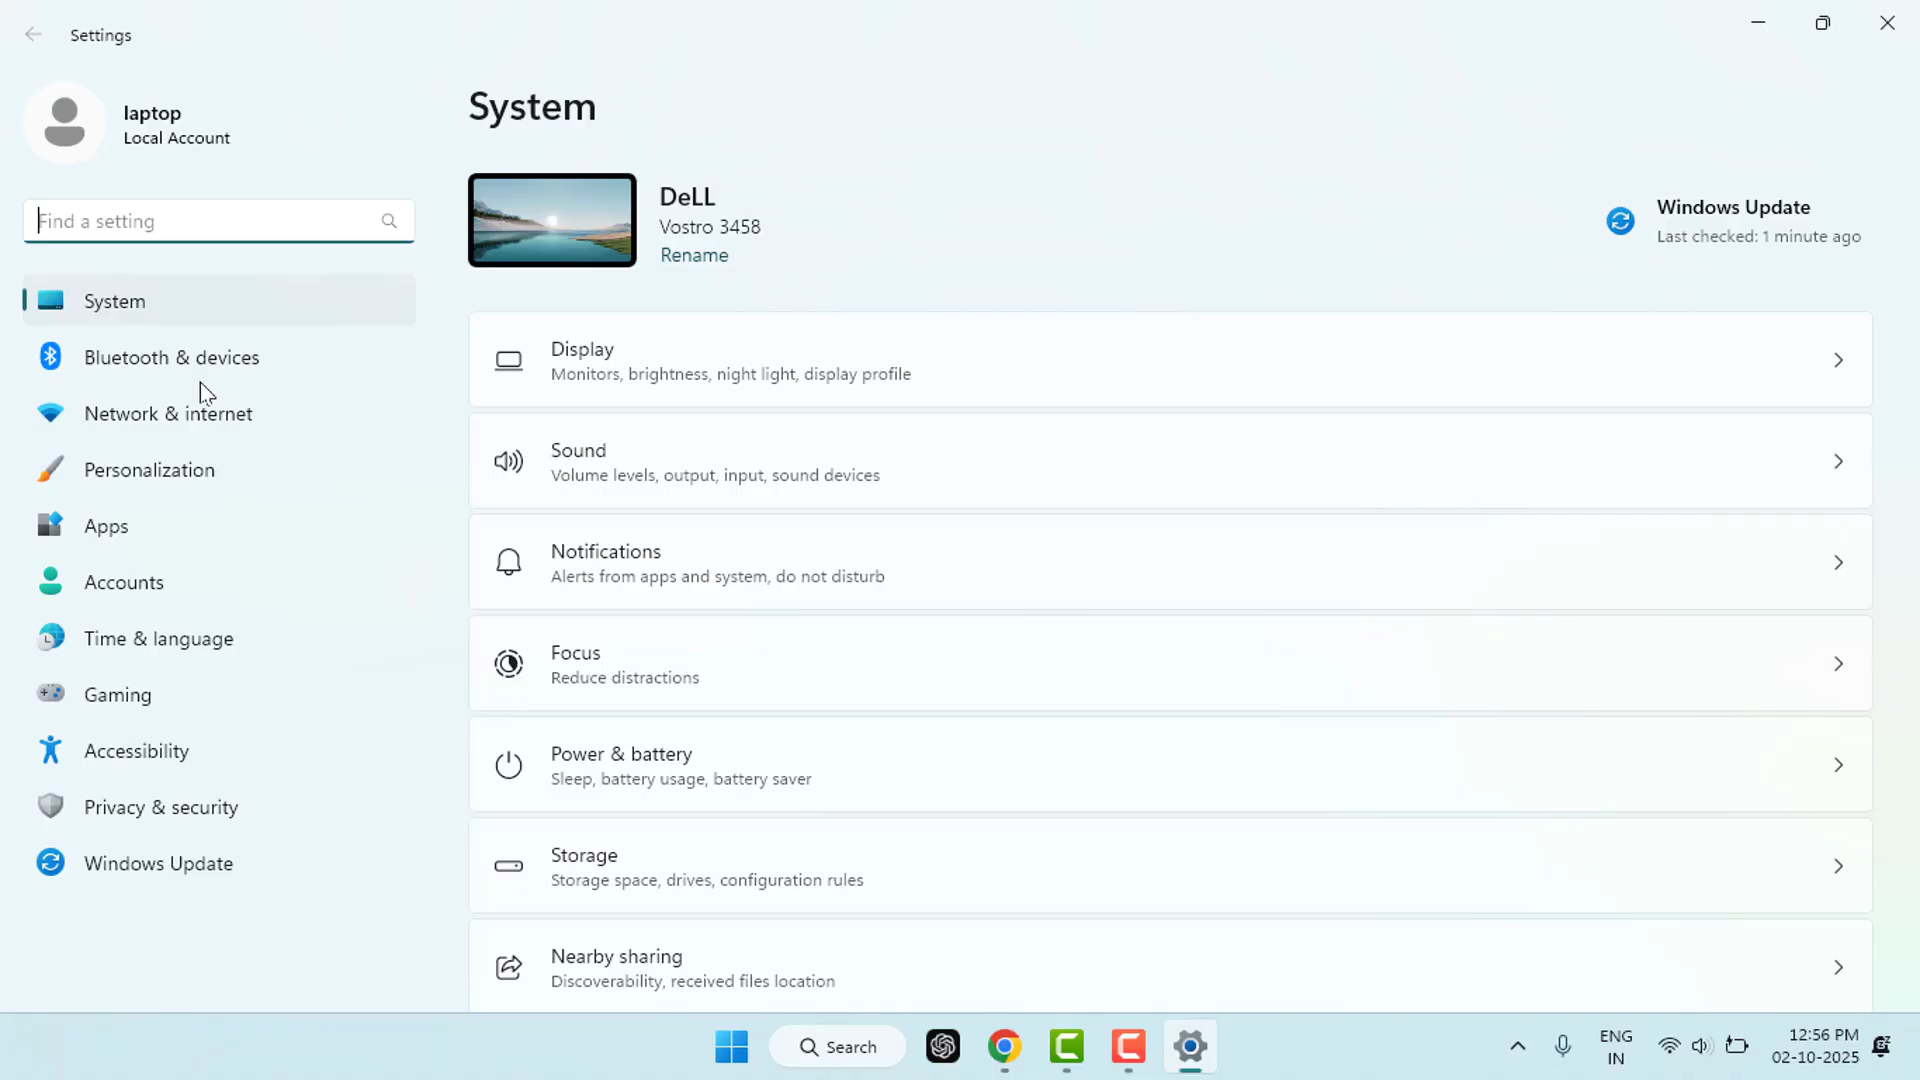 Settings
laptop
Local Account
Find a setting
System
Bluetooth & devices
Network & internet
Personalization
Apps
Accounts
Time & language
Gaming
Accessibility
Privacy & security
Windows Update
System
DeLL
Vostro 3458
Rename
Windows Update
Last checked: 1 minute ago
Display
Monitors, brightness, night light, display profile
Sound
Volume levels, output, input, sound devices
Notifications
Alerts from apps and system, do not disturb
Focus
Reduce distractions
Power & battery
Sleep, battery usage, battery saver
Storage
Storage space, drives, configuration rules
Nearby sharing
Discoverability, received files location
Search
ENG
IN
12:56 PM
02-10-2025